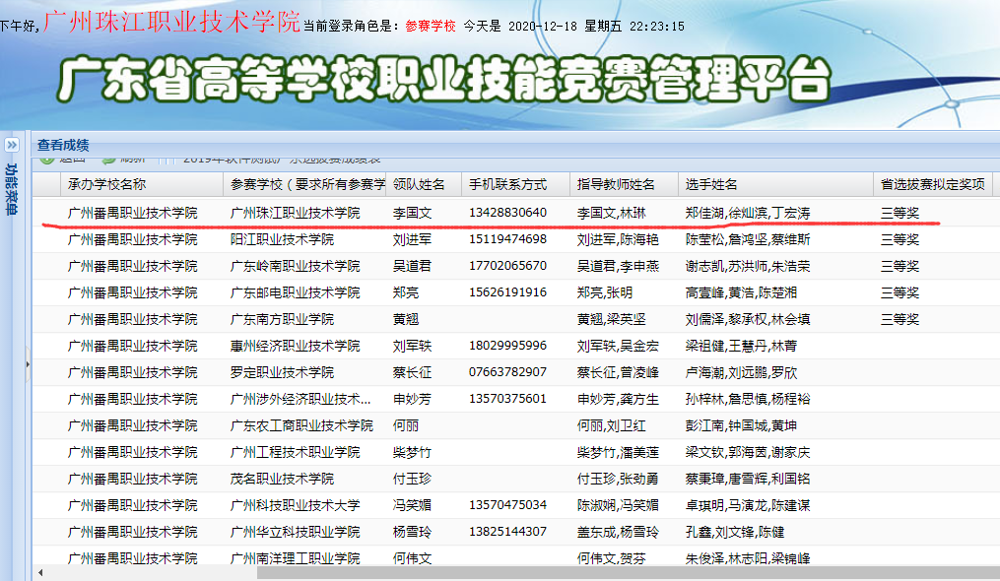 下午好,广州珠江职业技术学院当前登录角色是：参赛学校 今天是 2020-12-18 星期五 22:23:15
广东省高等学校职业技能竞赛管理平台
查看成绩
功能菜单
返回 刷新 2019年软件测试广东选拔赛成绩表
承办学校名称 参赛学校（要求所有参赛学 领队姓名 手机联系方式 指导教师姓名 选手姓名 省选拔赛拟定奖项
广州番禺职业技术学院 广州珠江职业技术学院 李国文 13428830640 李国文,林琳 郑佳湖,徐灿滨,丁宏涛 三等奖
广州番禺职业技术学院 阳江职业技术学院 刘进军 15119474698 刘进军,陈海艳 陈莹松,詹鸿坚,蔡维斯 三等奖
广州番禺职业技术学院 广东岭南职业技术学院 吴道君 17702065670 吴道君,李申燕 谢志凯,苏洪师,朱浩荣 三等奖
广州番禺职业技术学院 广东邮电职业技术学院 郑亮 15626191916 郑亮,张明 高壹峰,黄浩,陈楚湘 三等奖
广州番禺职业技术学院 广东南方职业学院 黄翘 黄翘,梁英坚 刘儒泽,黎承权,林会填 三等奖
广州番禺职业技术学院 惠州经济职业技术学院 刘军轶 18029995996 刘军轶,吴金宏 梁祖健,王慧丹,林菁
广州番禺职业技术学院 罗定职业技术学院 蔡长征 07663782907 蔡长征,曾凌峰 卢海潮,刘远鹏,罗欣
广州番禺职业技术学院 广州涉外经济职业技术... 申妙芳 13570375601 申妙芳,龚方生 孙梓林,詹思慎,杨程裕
广州番禺职业技术学院 广东农工商职业技术学院 何丽 何丽,刘卫红 彭江南,钟国城,黄坤
广州番禺职业技术学院 广州工程技术职业学院 柴梦竹 柴梦竹,潘美莲 梁文钦,郭海茵,谢家庆
广州番禺职业技术学院 茂名职业技术学院 付玉珍 付玉珍,张劲勇 蔡秉璋,唐雪辉,利国铭
广州番禺职业技术学院 广州科技职业技术大学 冯笑媚 13570475034 陈淑娴,冯笑媚 卓琪明,马演龙,陈建谋
广州番禺职业技术学院 广州华立科技职业学院 杨雪玲 13825144307 盖东成,杨雪玲 孔鑫,刘文锋,陈健
广州番禺职业技术学院 广州南洋理工职业学院 何伟文 何伟文,贺芬 朱俊泽,林志阳,梁锦峰